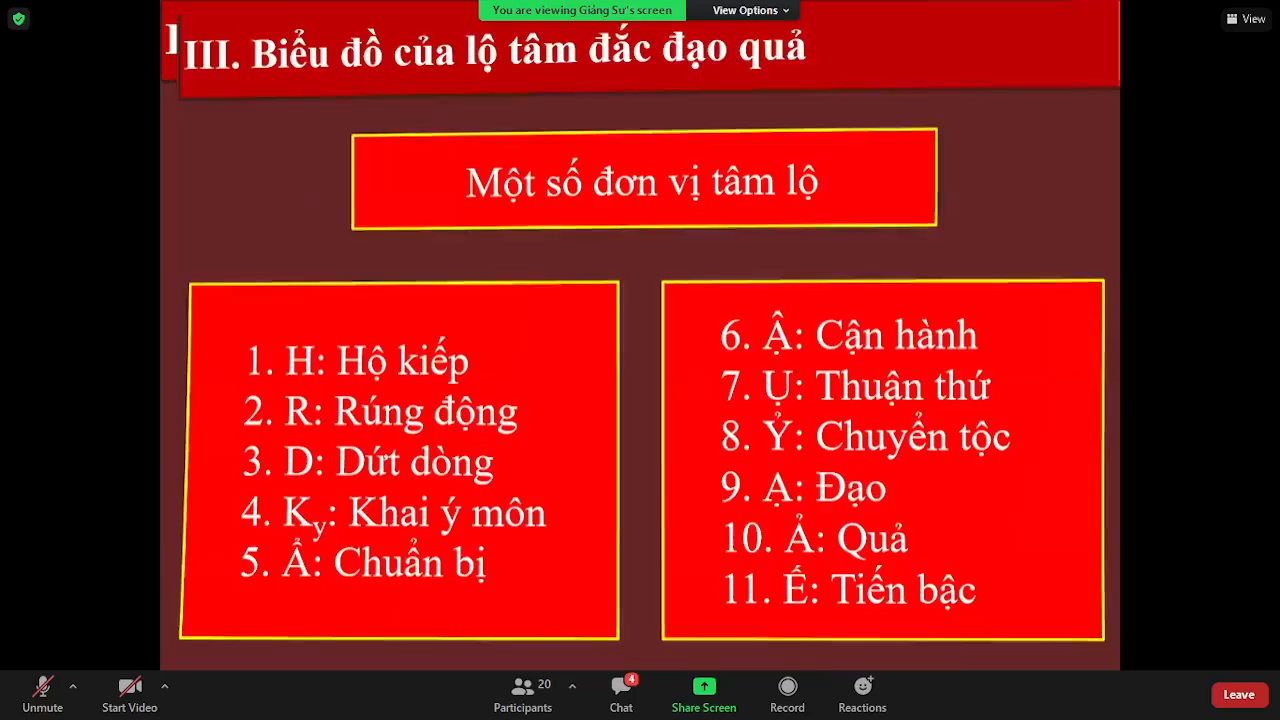 You are viewing Giảng Sư's screen
View Options
View
III. Biểu đồ của lộ tâm đắc đạo quả
Một số đơn vị tâm lộ
1. H: Hộ kiếp
2. R: Rúng động
3. D: Dứt dòng
4. Ky: Khai ý môn
5. Ẩ: Chuẩn bị
6. Ậ: Cận hành
7. Ụ: Thuận thứ
8. Ỷ: Chuyển tộc
9. Ạ: Đạo
10. Ả: Quả
11. Ế: Tiến bậc
Unmute
Start Video
20
Participants
4
Chat
Share Screen
Record
Reactions
Leave